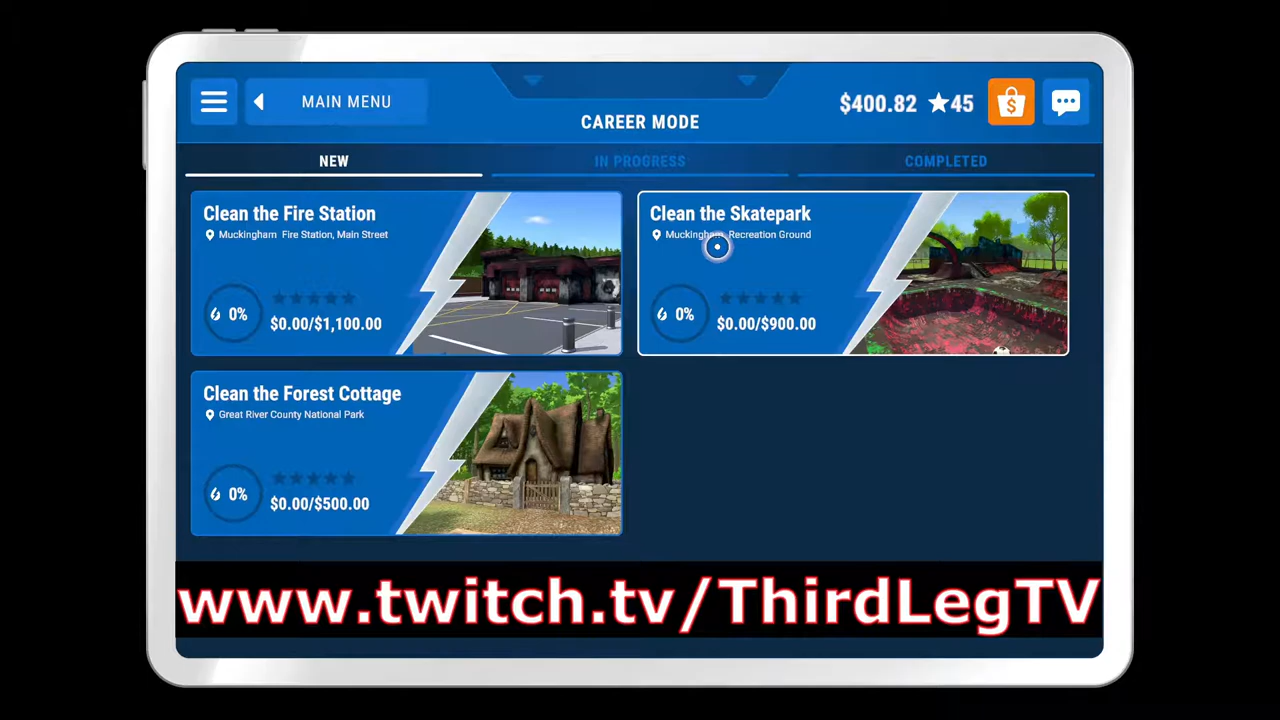 MAIN MENU
$400.82 ★45
CAREER MODE
NEW
IN PROGRESS
COMPLETED
Clean the Fire Station
Muckingham Fire Station, Main Street
0%
$0.00/$1,100.00
Clean the Skatepark
Muckingham Recreation Ground
0%
$0.00/$900.00
Clean the Forest Cottage
Great River County National Park
0%
$0.00/$500.00
www.twitch.tv/ThirdLegTV